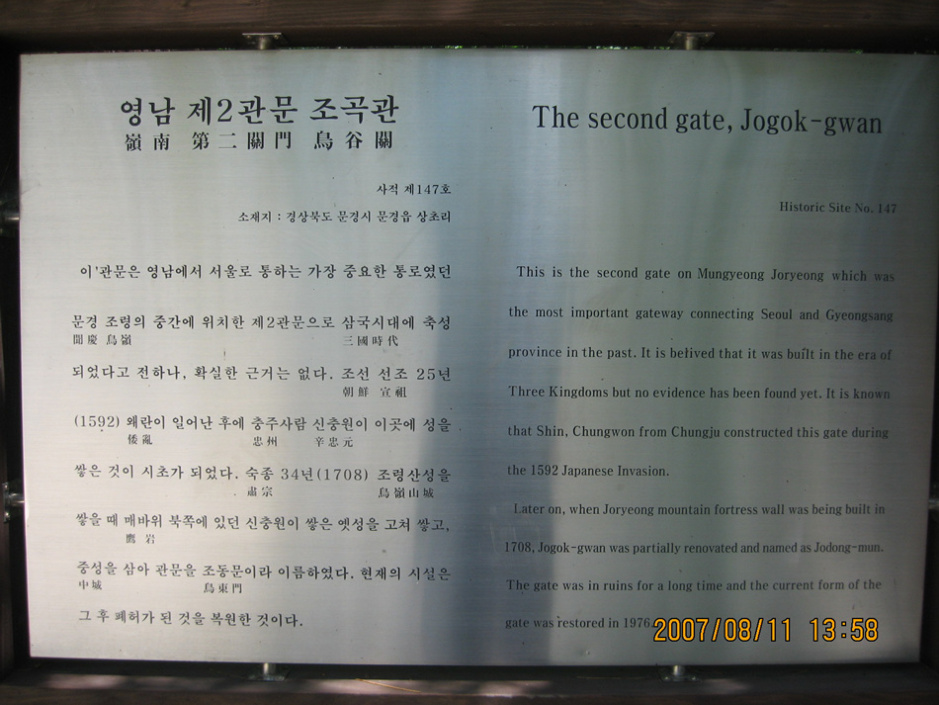 영남 제2관문 조곡관
嶺南 第二關門 鳥谷關
사적 제147호
소재지 : 경상북도 문경시 문경읍 상초리
이 관문은 영남에서 서울로 통하는 가장 중요한 통로였던
문경 조령의 중간에 위치한 제2관문으로 삼국시대에 축성
聞慶 鳥嶺 三國時代
되었다고 전하나, 확실한 근거는 없다. 조선 선조 25년
朝鮮 宣祖
(1592) 왜란이 일어난 후에 충주사람 신충원이 이곳에 성을
倭亂 忠州 辛忠元
쌓은 것이 시초가 되었다. 숙종 34년(1708) 조령산성을
肅宗 鳥嶺山城
쌓을 때 매바위 북쪽에 있던 신충원이 쌓은 옛성을 고쳐 쌓고,
鷹岩
중성을 삼아 관문을 조동문이라 이름하였다. 현재의 시설은
中城 鳥東門
그 후 폐허가 된 것을 복원한 것이다.
The second gate, Jogok-gwan
Historic Site No. 147
This is the second gate on Mungyeong Joryeong which was
the most important gateway connecting Seoul and Gyeongsang
province in the past. It is belived that it was built in the era of
Three Kingdoms but no evidence has been found yet. It is known
that Shin, Chungwon from Chungju constructed this gate during
the 1592 Japanese Invasion.
Later on, when Joryeong mountain fortress wall was being built in
1708, Jogok-gwan was partially renovated and named as Jodong-mun.
The gate was in ruins for a long time and the current form of the
gate was restored in 1976.
2007/08/11 13:58